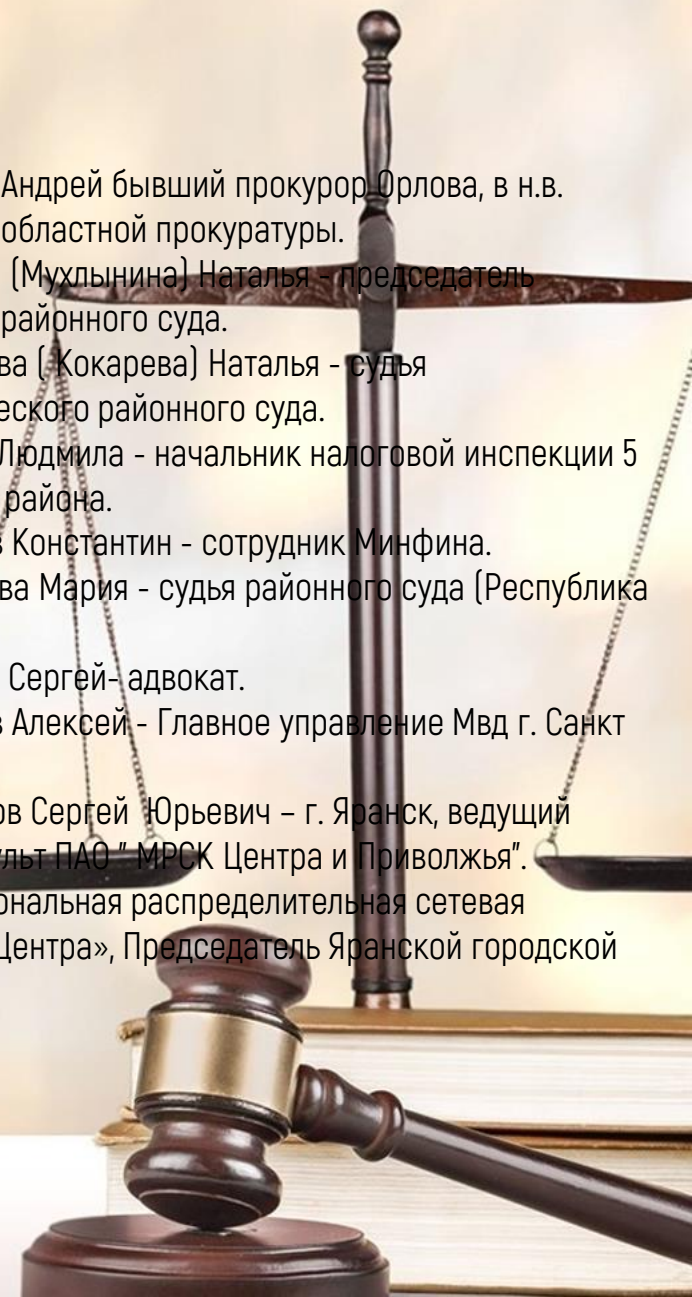 Андрей бывший прокурор Орлова, в н.в.
областной прокуратуры.
(Мухлынина) Наталья - председатель
районного суда.
ва ( Кокарева) Наталья - судья
еского районного суда.
Людмила - начальник налоговой инспекции 5
района.
в Константин - сотрудник Минфина.
ва Мария - судья районного суда (Республика
Сергей- адвокат.
в Алексей - Главное управление Мвд г. Санкт
ов Сергей Юрьевич – г. Яранск, ведущий
ульт ПАО " МРСК Центра и Приволжья".
ональная распределительная сетевая
Центра», Председатель Яранской городской